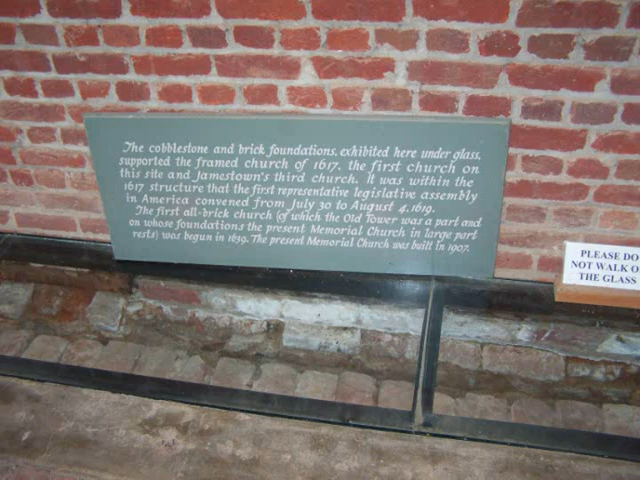 The cobblestone and brick foundations, exhibited here under glass,
supported the framed church of 1617, the first church on
this site and Jamestown's third church. It was within the
1617 structure that the first representative legislative assembly
in America convened from July 30 to August 4, 1619.
The first all-brick church (of which the Old Tower was a part and
on whose foundations the present Memorial Church in large part
rests) was begun in 1639. The present Memorial Church was built in 1907.
PLEASE DO
NOT WALK O
THE GLASS